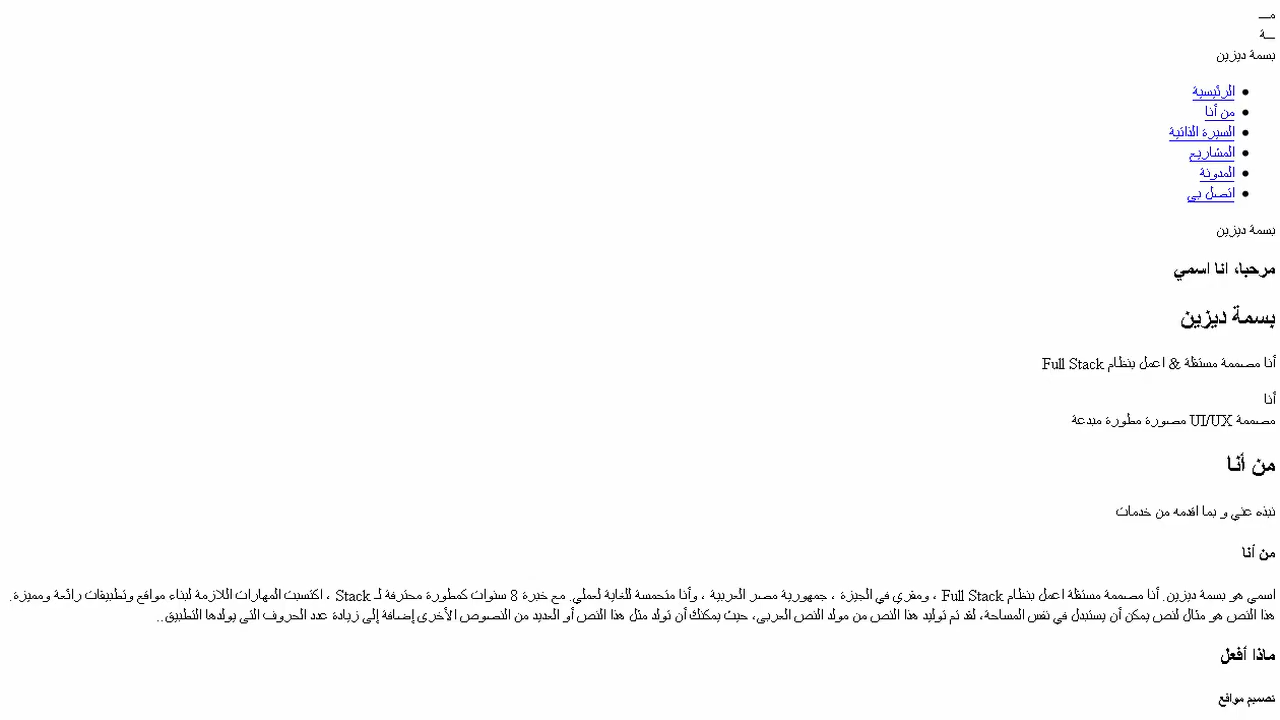 مــ
ــة
بسمة ديزين
الرئيسية
من أنا
السيرة الذاتية
المشاريع
المدونة
اتصل بي
بسمة ديزين
مرحبا، انا اسمي
بسمة ديزين
أنا مصممة مستقلة & اعمل بنظام Full Stack
أنا
مصممة UI/UX مصورة مطورة مبدعة
من أنا
نبذه عني و بما اقدمه من خدمات
من أنا
اسمي هو بسمة ديزين. أنا مصممة مستقلة اعمل بنظام Full Stack ، ومقري في الجيزة ، جمهورية مصر العربية ، وأنا متحمسة للغاية لعملي. مع خبرة 8 سنوات كمطورة محترفة لـ Stack ، اكتسبت المهارات اللازمة لبناء مواقع وتطبيقات رائعة ومميزة.
هذا النص هو مثال لنص يمكن أن يستبدل في نفس المساحة، لقد تم توليد هذا النص من مولد النص العربى، حيث يمكنك أن تولد مثل هذا النص أو العديد من النصوص الأخرى إضافة إلى زيادة عدد الحروف التى يولدها التطبيق..
ماذا أفعل
تصميم مواقع